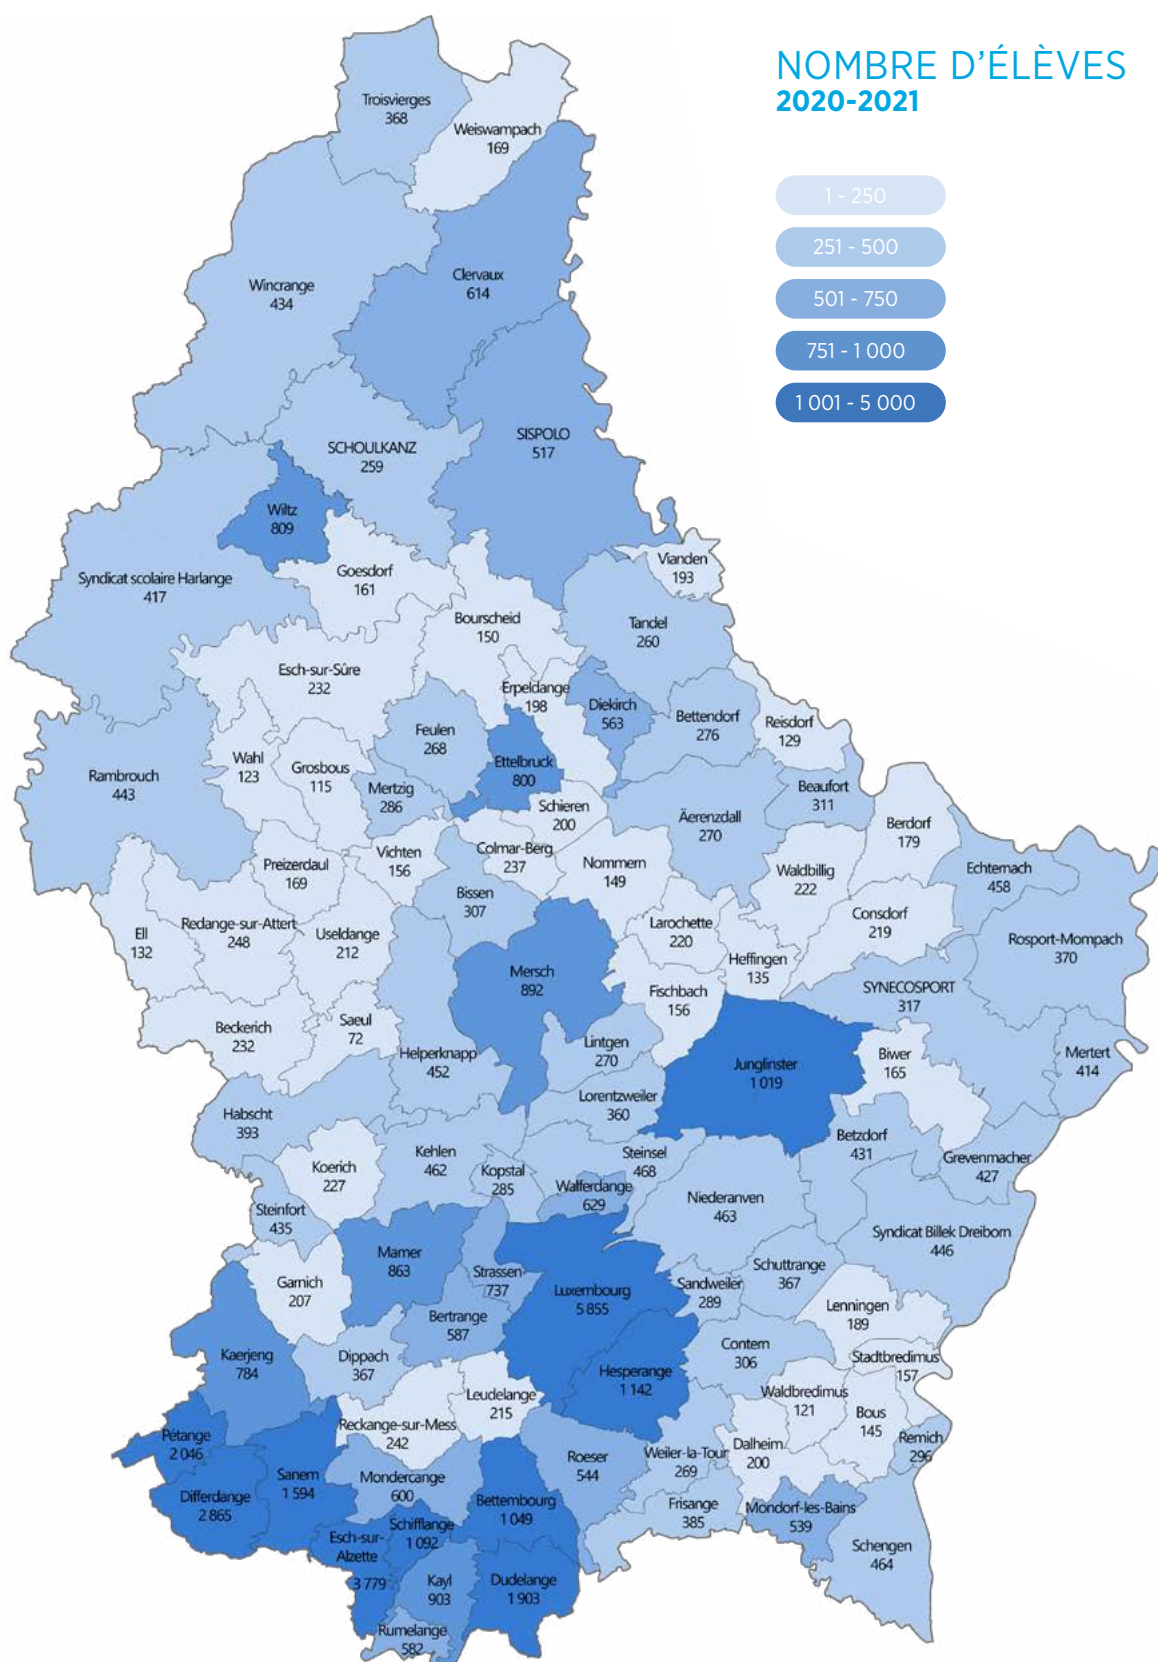 NOMBRE D'ÉLÈVES
2020-2021
1 - 250
251 - 500
501 - 750
751 - 1 000
1 001 - 5 000
Troisvierges
368
Weiswampach
169
Wincrange
434
Clervaux
614
SISPOLO
517
SCHOULKANZ
259
Wiltz
809
Syndicat scolaire Harlange
417
Goesdorf
161
Vianden
193
Bourscheid
150
Tandel
260
Esch-sur-Sûre
232
Erpeldange
198
Diekirch
563
Bettendorf
276
Reisdorf
129
Feulen
268
Wahl
123
Grosbous
115
Rambrouch
443
Mertzig
286
Ettelbruck
800
Schieren
200
Äerenzdall
270
Beaufort
311
Berdorf
179
Vichten
156
Colmar-Berg
237
Nommern
149
Waldbillig
222
Echternach
458
Preizerdaul
169
Bissen
307
Ell
132
Redange-sur-Attert
248
Useldange
212
Larochette
220
Consdorf
219
Rosport-Mompach
370
Mersch
892
Heffingen
135
Fischbach
156
SYNECOSPORT
317
Beckerich
232
Saeul
72
Helperknapp
452
Lintgen
270
Junglinster
1 019
Biwer
165
Mertert
414
Lorentzweiler
360
Habscht
393
Betzdorf
431
Grevenmacher
427
Koerich
227
Kehlen
462
Kopstal
285
Steinsel
468
Walferdange
629
Niederanven
463
Steinfort
435
Syndicat Billek Dreiborn
446
Mamer
863
Strassen
737
Garnich
207
Luxembourg
5 855
Sandweiler
289
Schuttrange
367
Lenningen
189
Bertrange
587
Kaerjeng
784
Dippach
367
Hesperange
1 142
Contern
306
Stadtbredimus
157
Leudelange
215
Waldbredimus
121
Bous
145
Reckange-sur-Mess
242
Pétange
2 046
Remich
296
Roeser
544
Weiler-la-Tour
269
Dalheim
200
Sanem
1 594
Mondercange
600
Differdange
2 865
Bettembourg
1 049
Frisange
385
Mondorf-les-Bains
539
Schifflange
1 092
Esch-sur-
Alzette
3 779
Schengen
464
Kayl
903
Dudelange
1 903
Rumelange
582